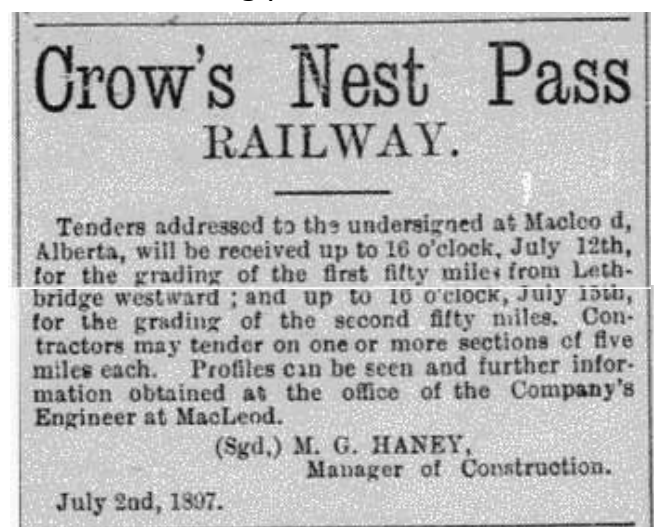 Crow's Nest Pass
RAILWAY.
Tenders addressed to the undersigned at Macleo d,
Alberta, will be received up to 16 o'clock, July 12th,
for the grading of the first fifty miles from Leth-
bridge westward ; and up to 16 o'clock, July 15th,
for the grading of the second fifty miles. Con-
tractors may tender on one or more sections of five
miles each. Profiles can be seen and further infor-
mation obtained at the office of the Company's
Engineer at MacLeod.
(Sgd,) M. G. HANEY,
Manager of Construction.
July 2nd, 1897.